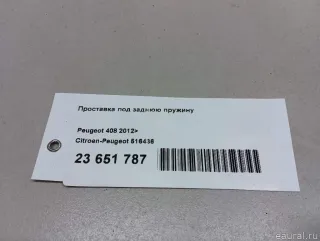 Проставка под заднюю пружину
Peugeot 408 2012>
Citroen-Peugeot 516436
23 651 787
eaural.ru